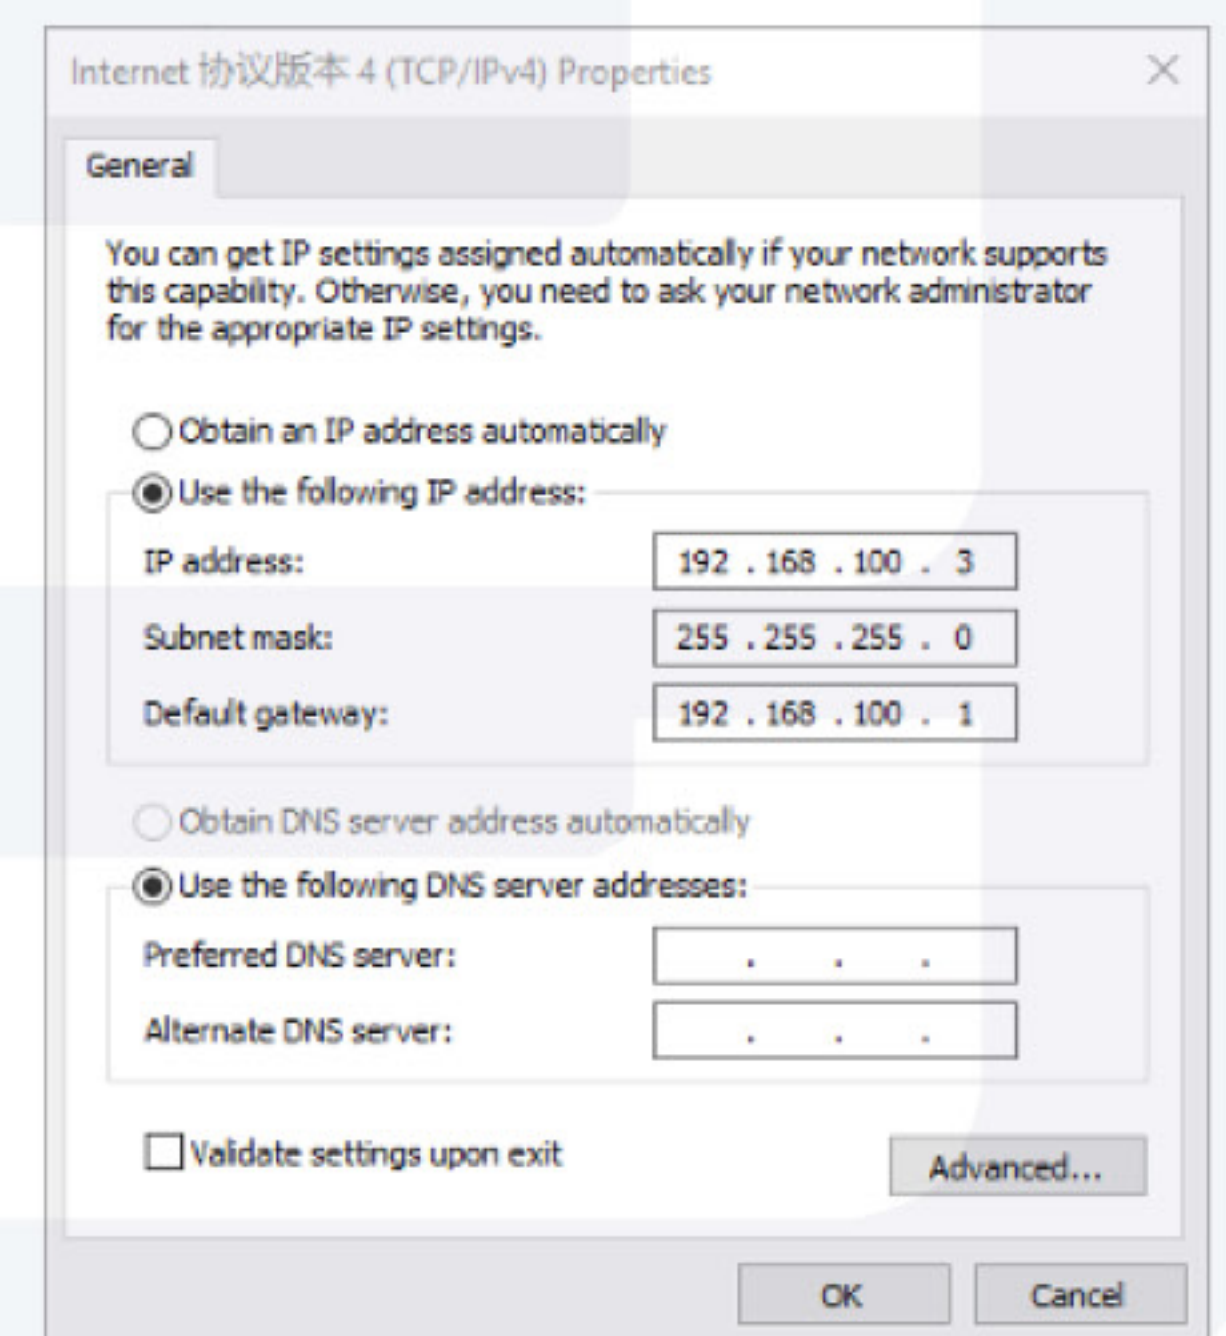 Internet 协议版本 4 (TCP/IPv4) Properties
General
You can get IP settings assigned automatically if your network supports
this capability. Otherwise, you need to ask your network administrator
for the appropriate IP settings.
Obtain an IP address automatically
Use the following IP address:
IP address: 192 . 168 . 100 . 3
Subnet mask: 255 . 255 . 255 . 0
Default gateway: 192 . 168 . 100 . 1
Obtain DNS server address automatically
Use the following DNS server addresses:
Preferred DNS server: . . .
Alternate DNS server: . . .
Validate settings upon exit
Advanced...
OK Cancel